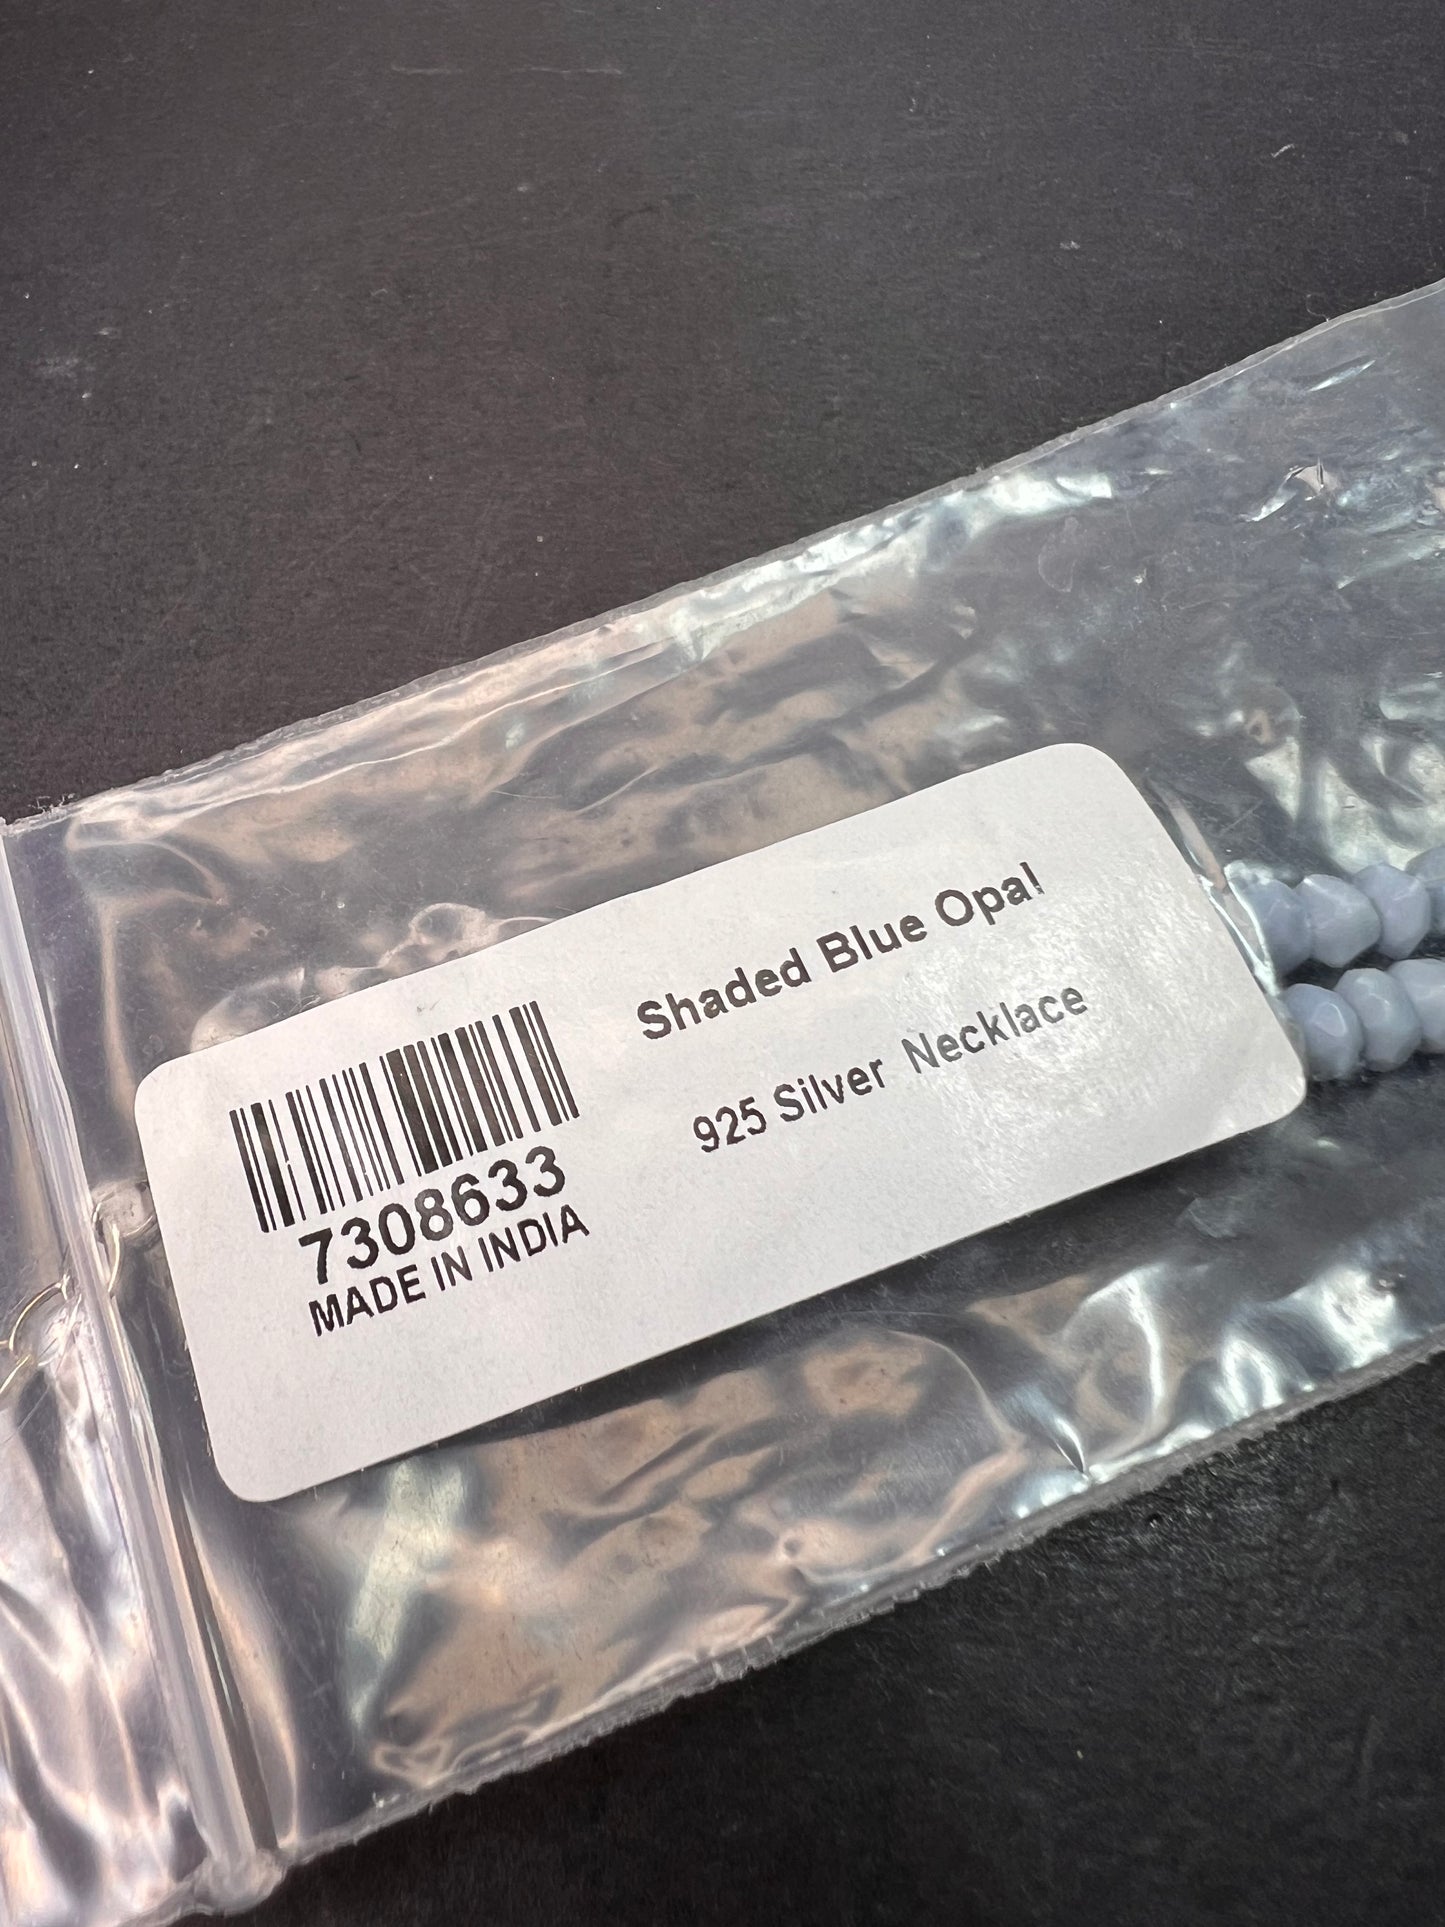 Shaded Blue Opal
925 Silver Necklace
7308633
MADE IN INDIA